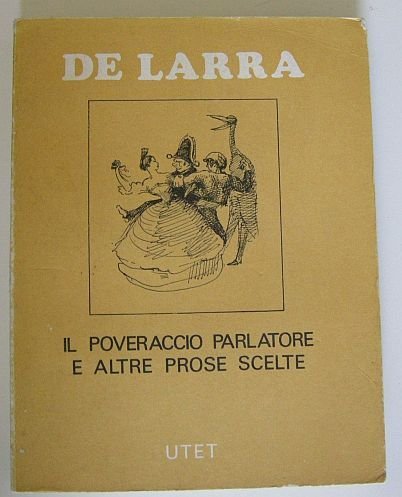 DE LARRA
IL POVERACCIO PARLATORE
E ALTRE PROSE SCELTE
UTET